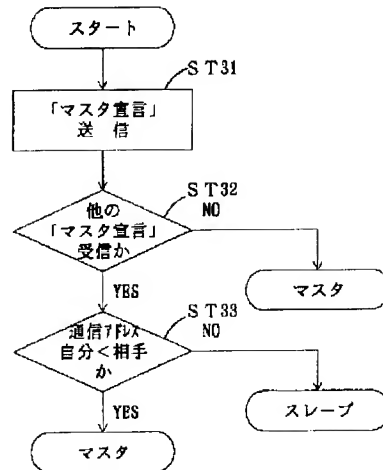 スタート
ST31
「マスタ宣言」
送信
ST32
他の
「マスタ宣言」
受信か
NO
マスタ
YES
ST33
通信アドレス
自分<相手
か
NO
スレーブ
YES
マスタ